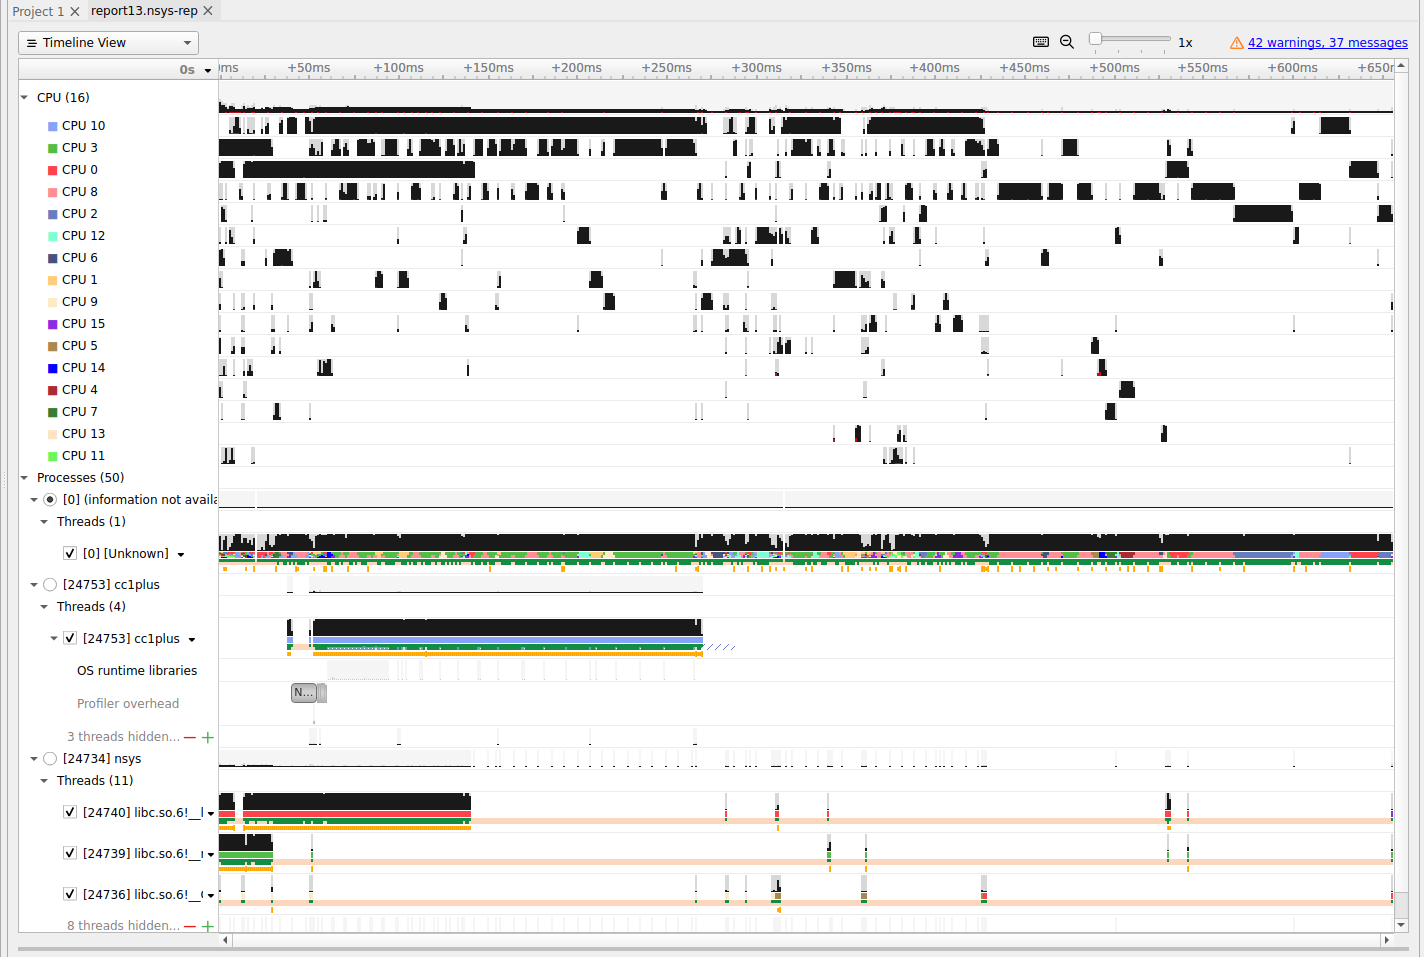 Project 1
report13.nsys-rep
Timeline View
1x
42 warnings, 37 messages
0s
+50ms +100ms +150ms +200ms +250ms +300ms +350ms +400ms +450ms +500ms +550ms +600ms
CPU (16)
CPU 10
CPU 3
CPU 0
CPU 8
CPU 2
CPU 12
CPU 6
CPU 1
CPU 9
CPU 15
CPU 5
CPU 14
CPU 4
CPU 7
CPU 13
CPU 11
Processes (50)
[0] (information not availa
Threads (1)
[0] [Unknown]
[24753] cc1plus
Threads (4)
[24753] cc1plus
OS runtime libraries
N...
Profiler overhead
3 threads hidden...
[24734] nsys
Threads (11)
[24740] libc.so.6!__
[24739] libc.so.6!__
[24736] libc.so.6!__
8 threads hidden...